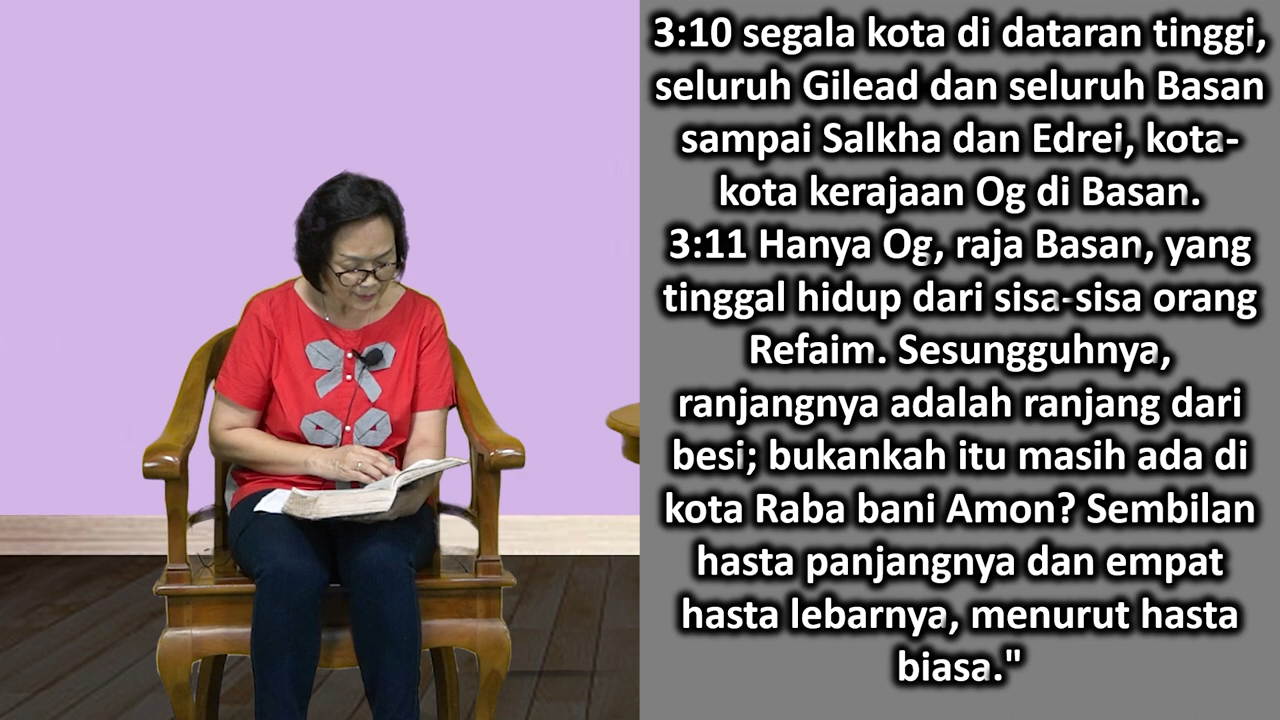 3:10 segala kota di dataran tinggi,
seluruh Gilead dan seluruh Basan
sampai Salkha dan Edrei, kota-
kota kerajaan Og di Basan.
3:11 Hanya Og, raja Basan, yang
tinggal hidup dari sisa-sisa orang
Refaim. Sesungguhnya,
ranjangnya adalah ranjang dari
besi; bukankah itu masih ada di
kota Raba bani Amon? Sembilan
hasta panjangnya dan empat
hasta lebarnya, menurut hasta
biasa."